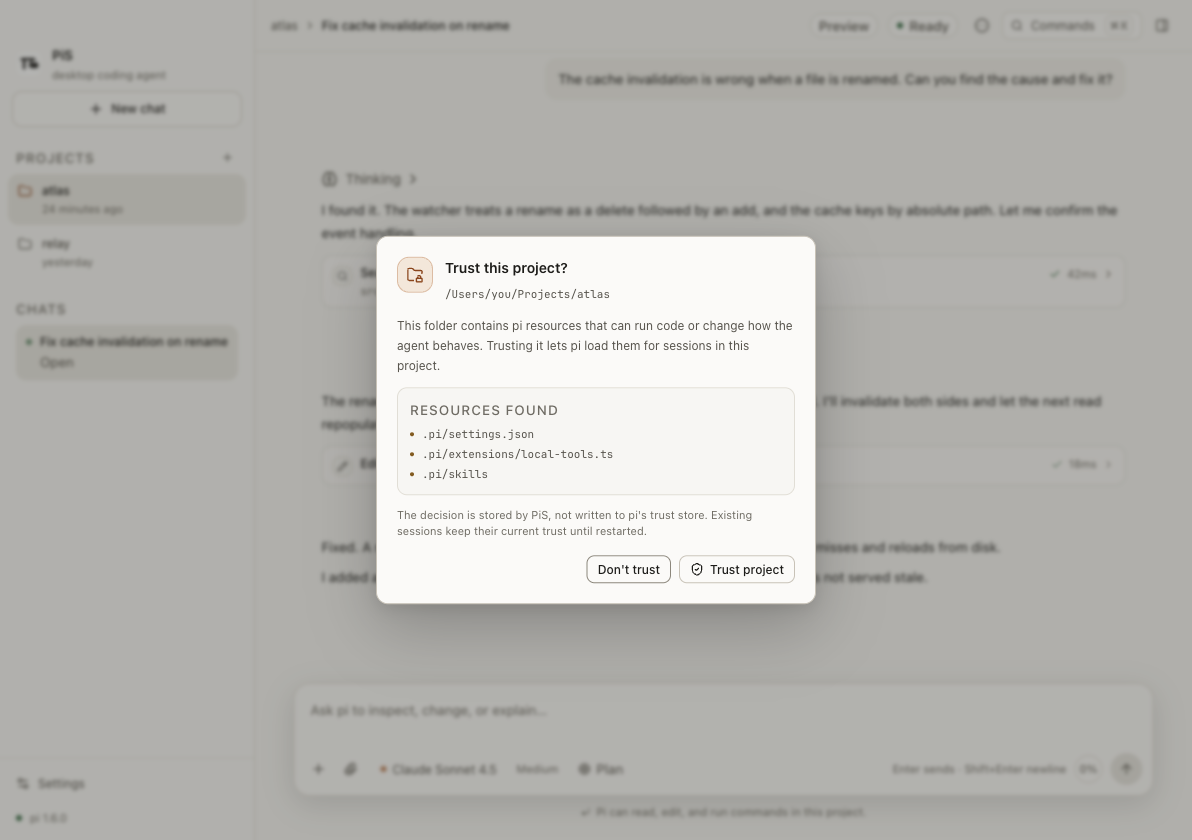 atlas > Fix cache invalidation on rename
Preview
Ready
Commands ⌘K
PiS
desktop coding agent
New chat
PROJECTS
atlas
24 minutes ago
relay
yesterday
CHATS
Fix cache invalidation on rename
Open
Settings
pi 1.6.0
The cache invalidation is wrong when a file is renamed. Can you find the cause and fix it?
Thinking
I found it. The watcher treats a rename as a delete followed by an add, and the cache keys by absolute path. Let me confirm the
event handling.
42ms
The
I'll invalidate both sides and let the next read
18ms
Fixed. A
misses and reloads from disk.
I added
not served stale.
Trust this project?
/Users/you/Projects/atlas
This folder contains pi resources that can run code or change how the
agent behaves. Trusting it lets pi load them for sessions in this
project.
RESOURCES FOUND
.pi/settings.json
.pi/extensions/local-tools.ts
.pi/skills
The decision is stored by PiS, not written to pi's trust store. Existing
sessions keep their current trust until restarted.
Don't trust
Trust project
Ask pi to inspect, change, or explain...
Claude Sonnet 4.5
Medium
Plan
Enter sends · Shift+Enter newline
0%
Pi can read, edit, and run commands in this project.